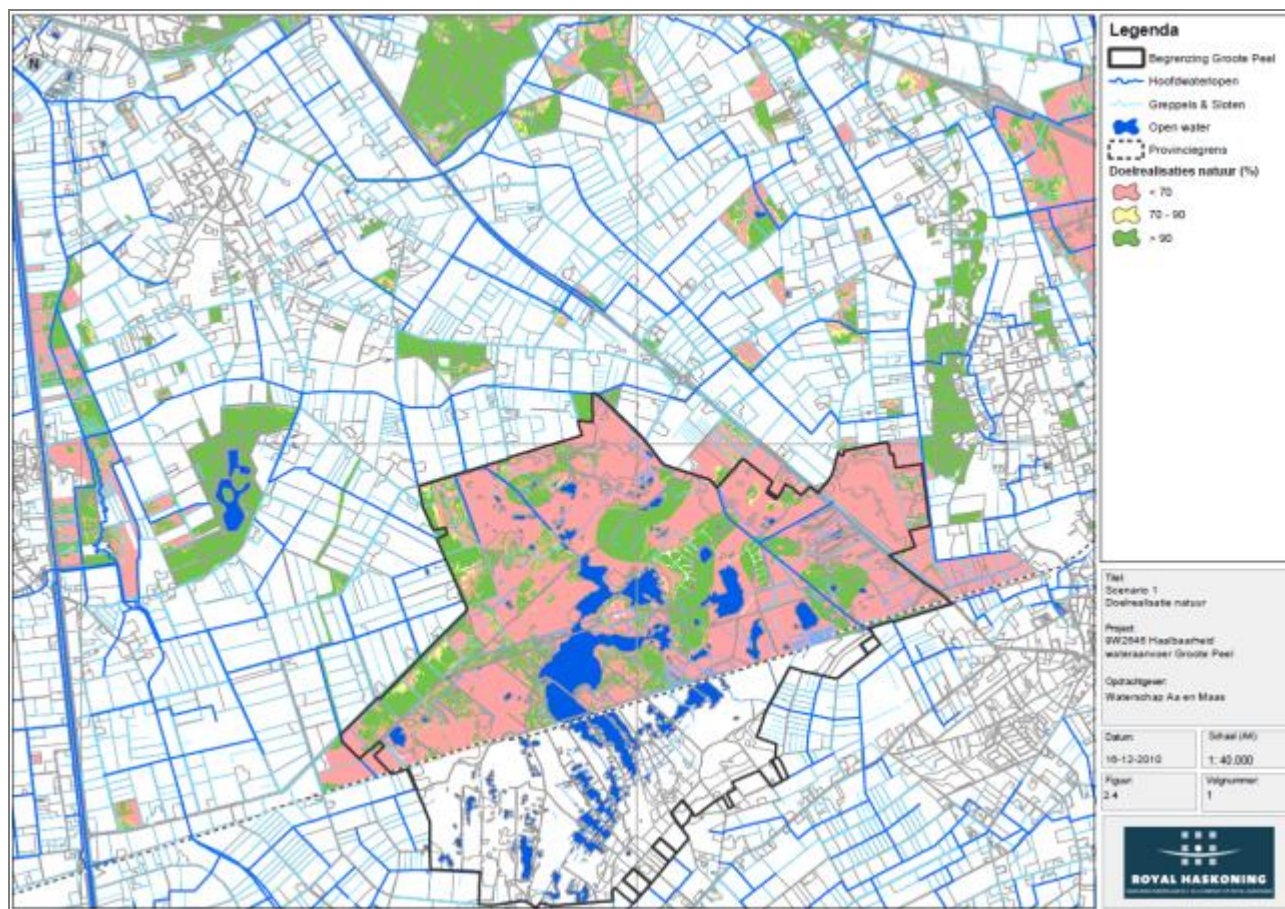 Legenda
Begrenzing Groote Peel
Hoofdwaterlopen
Greppels & Sloten
Open water
Provinciegrens
Doelrealisaties natuur (%)
< 70
70 - 90
> 90
N
Titel:
Scenario 1
Doelrealisatie natuur
Project:
9W2646 Haalbaarheid
wateraanvoer Groote Peel
Opdrachtgever:
Waterschap Aa en Maas
Datum:
16-12-2010
Schaal (A4):
1: 40.000
Figuur:
2.4
Volgnummer:
1
ROYAL HASKONING